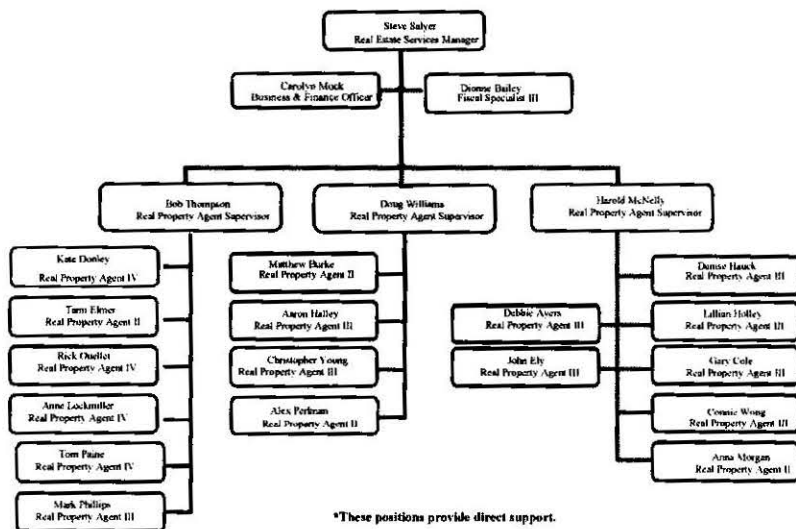 Steve Salyer
Real Estate Services Manager
Carolyn Mock
Business & Finance Officer
Dionne Bailey
Fiscal Specialist III
Bob Thompson
Real Property Agent Supervisor
Doug Williams
Real Property Agent Supervisor
Harold McNelly
Real Property Agent Supervisor
Kate Donley
Real Property Agent IV
Tami Elmer
Real Property Agent II
Rick Ouellet
Real Property Agent IV
Anne Lockmiller
Real Property Agent IV
Tom Paine
Real Property Agent IV
Mark Phillips
Real Property Agent III
Matthew Burke
Real Property Agent II
Aaron Halley
Real Property Agent III
Christopher Young
Real Property Agent III
Alex Perlman
Real Property Agent II
Debbie Ayers
Real Property Agent III
John Ely
Real Property Agent III
Denise Hauck
Real Property Agent III
Lillian Holley
Real Property Agent III
Gary Cole
Real Property Agent III
Connie Wong
Real Property Agent III
Anna Morgan
Real Property Agent II
*These positions provide direct support.